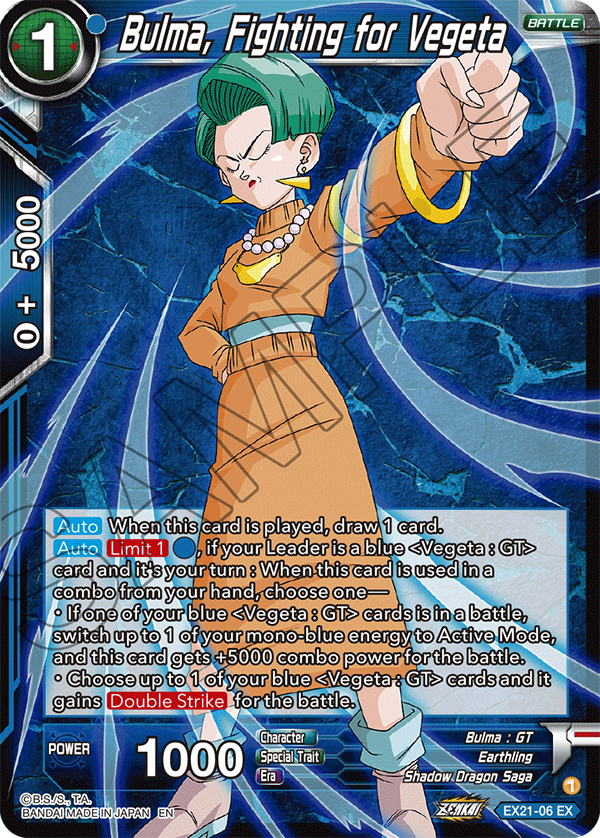 1
Bulma, Fighting for Vegeta
BATTLE
0 + 5000
SAMPLE
Auto When this card is played, draw 1 card.
Auto Limit 1 , if your Leader is a blue <Vegeta : GT>
card and it's your turn : When this card is used in a
combo from your hand, choose one—
・If one of your blue <Vegeta : GT> cards is in a battle,
switch up to 1 of your mono-blue energy to Active Mode,
and this card gets +5000 combo power for the battle.
・Choose up to 1 of your blue <Vegeta : GT> cards and it
gains Double Strike for the battle.
POWER 1000
Character Bulma : GT
Special Trait Earthling
Era Shadow Dragon Saga
1
©B.S./S., T.A.
BANDAI MADE IN JAPAN EN
ZENKAI
EX21-06 EX